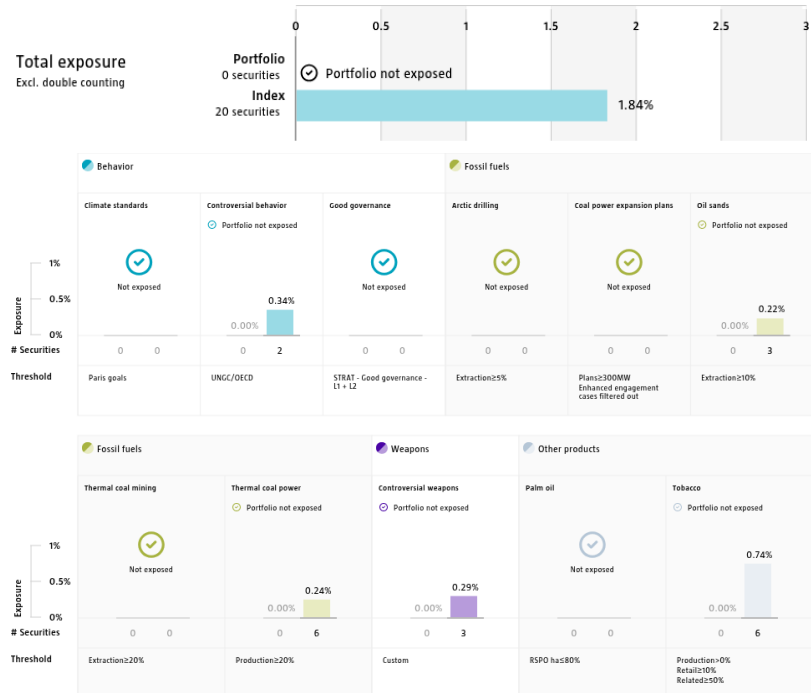 0 0.5 1 1.5 2 2.5 3
Total exposure
Excl. double counting
Portfolio
0 securities
Portfolio not exposed
Index
20 securities
1.84%
Behavior
Fossil fuels
Climate standards
Controversial behavior
Good governance
Arctic drilling
Coal power expansion plans
Oil sands
Portfolio not exposed
Portfolio not exposed
Exposure
1%
0.5%
0%
Not exposed
Not exposed
Not exposed
Not exposed
0.00% 0.34%
0.00% 0.22%
# Securities 0 0 0 2 0 0 0 0 0 0 0 3
Threshold
Paris goals
UNGC/OECD
STRAT - Good governance -
L1 + L2
Extraction≥5%
Plans≥300MW
Enhanced engagement
cases filtered out
Extraction≥10%
Fossil fuels
Weapons
Other products
Thermal coal mining
Thermal coal power
Controversial weapons
Palm oil
Tobacco
Portfolio not exposed
Portfolio not exposed
Portfolio not exposed
Exposure
1%
0.5%
0%
Not exposed
Not exposed
0.00% 0.24%
0.00% 0.29%
0.00% 0.74%
# Securities 0 0 0 6 0 3 0 0 0 6
Threshold
Extraction≥20%
Production≥20%
Custom
RSPO ha≤80%
Production>0%
Retail≥10%
Related≥50%